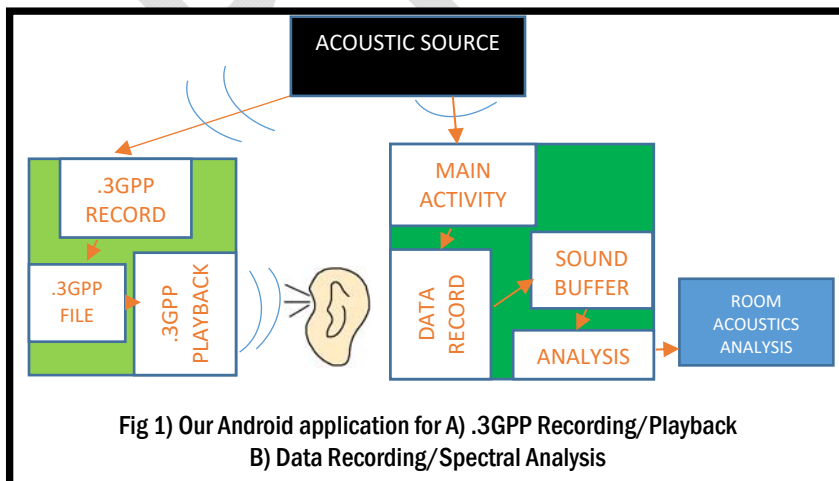 ACOUSTIC SOURCE
.3GPP
RECORD
.3GPP
FILE
.3GPP
PLAYBACK
MAIN
ACTIVITY
DATA
RECORD
SOUND
BUFFER
ANALYSIS
ROOM
ACOUSTICS
ANALYSIS
Fig 1) Our Android application for A) .3GPP Recording/Playback
B) Data Recording/Spectral Analysis